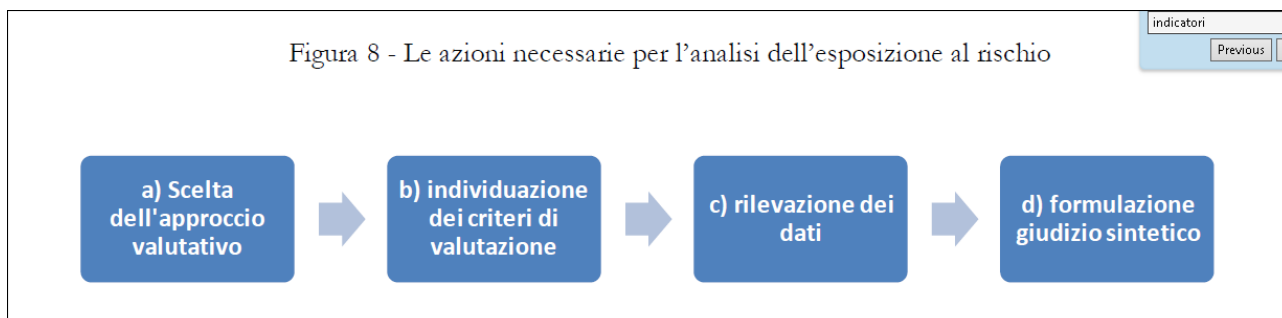 indicatori
Previous
Figura 8 - Le azioni necessarie per l'analisi dell'esposizione al rischio
a) Scelta
dell'approccio
valutativo
b) individuazione
dei criteri di
valutazione
c) rilevazione dei
dati
d) formulazione
giudizio sintetico